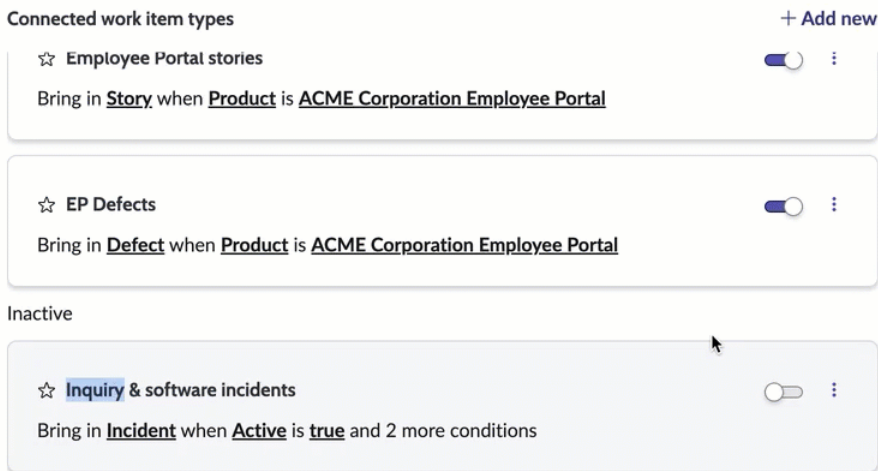 Connected work item types
+ Add new
Employee Portal stories
Bring in Story when Product is ACME Corporation Employee Portal
EP Defects
Bring in Defect when Product is ACME Corporation Employee Portal
Inactive
Inquiry & software incidents
Bring in Incident when Active is true and 2 more conditions